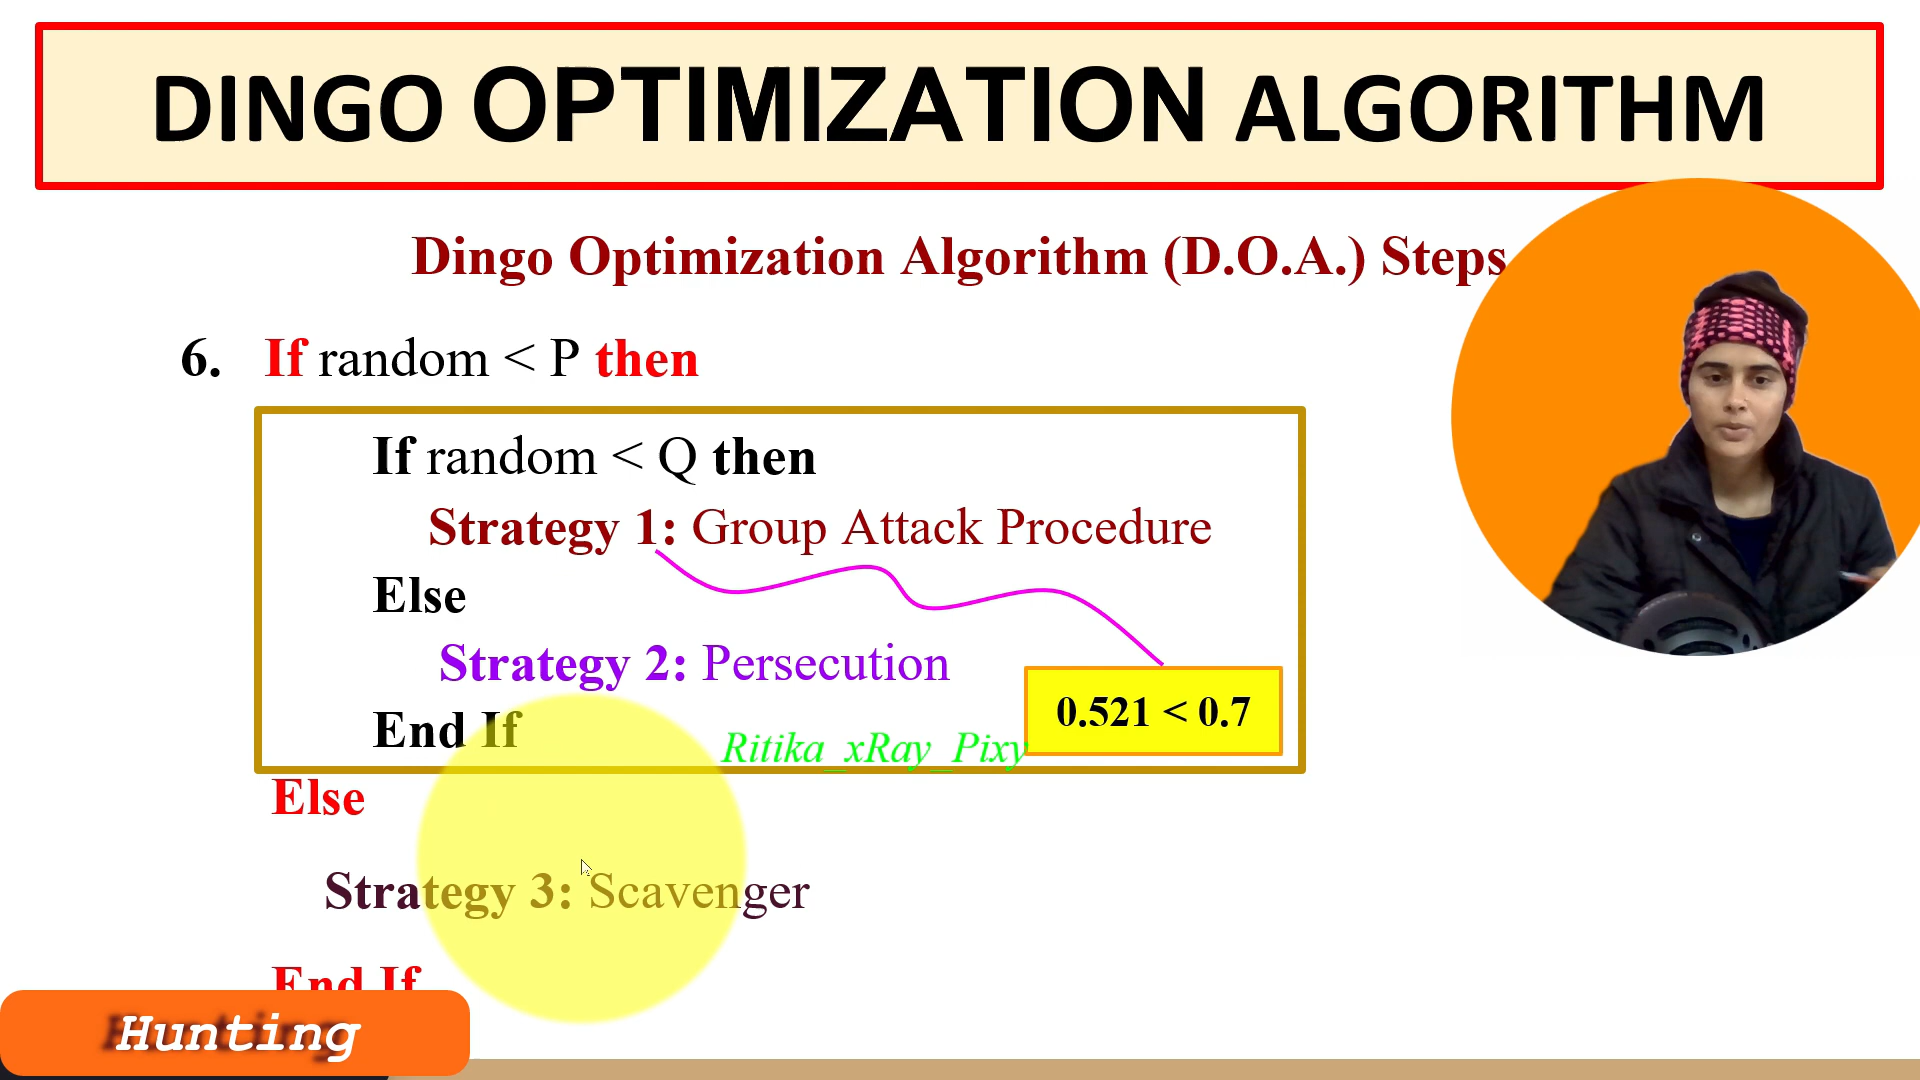 DINGO OPTIMIZATION ALGORITHM
Dingo Optimization Algorithm (D.O.A.) Steps
6. If random < P then
If random < Q then
Strategy 1: Group Attack Procedure
Else
Strategy 2: Persecution
0.521 < 0.7
End If
Ritika_xRay_Pixy
Else
Strategy 3: Scavenger
End If
Hunting